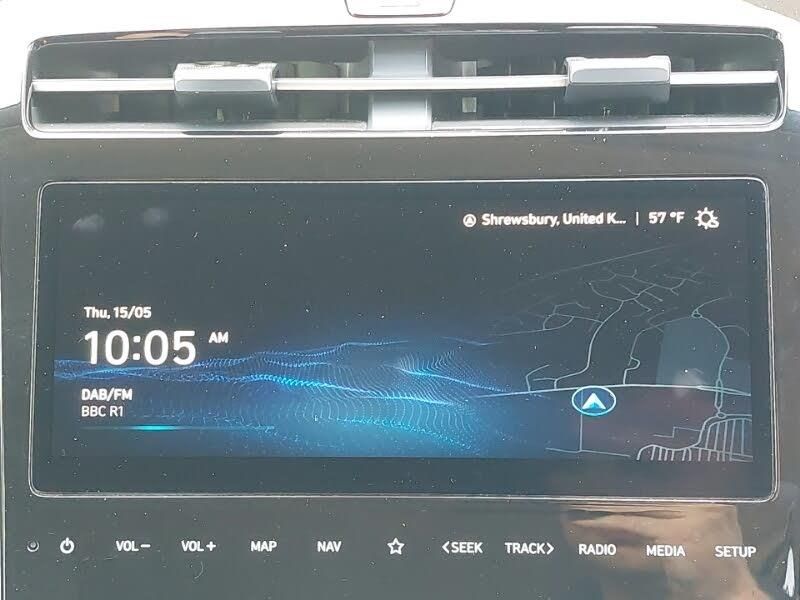 Shrewsbury, United K... | 57 °F
Thu, 15/05
10:05 AM
DAB/FM
BBC R1
VOL− VOL+ MAP NAV <SEEK TRACK> RADIO MEDIA SETUP